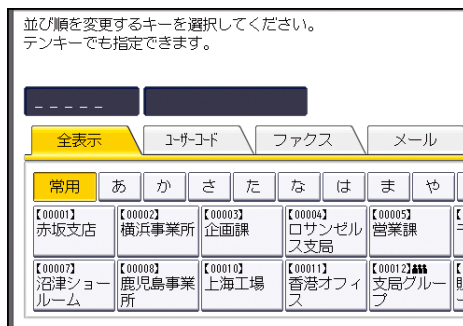 並び順を変更するキーを選択してください。
テンキーでも指定できます。
_ _ _ _ _
全表示 ﾕｰｻﾞｰｺｰﾄﾞ ファクス メール
常用 あ か さ た な は ま や
【00001】 【00002】 【00003】 【00004】 【00005】
赤坂支店 横浜事業所 企画課 ロサンゼル 営業課
ス支局
【00007】 【00008】 【00010】 【00011】 【00012】
沼津ショー 鹿児島事業 上海工場 香港オフィ 支局グルー
ルーム 所 ス プ